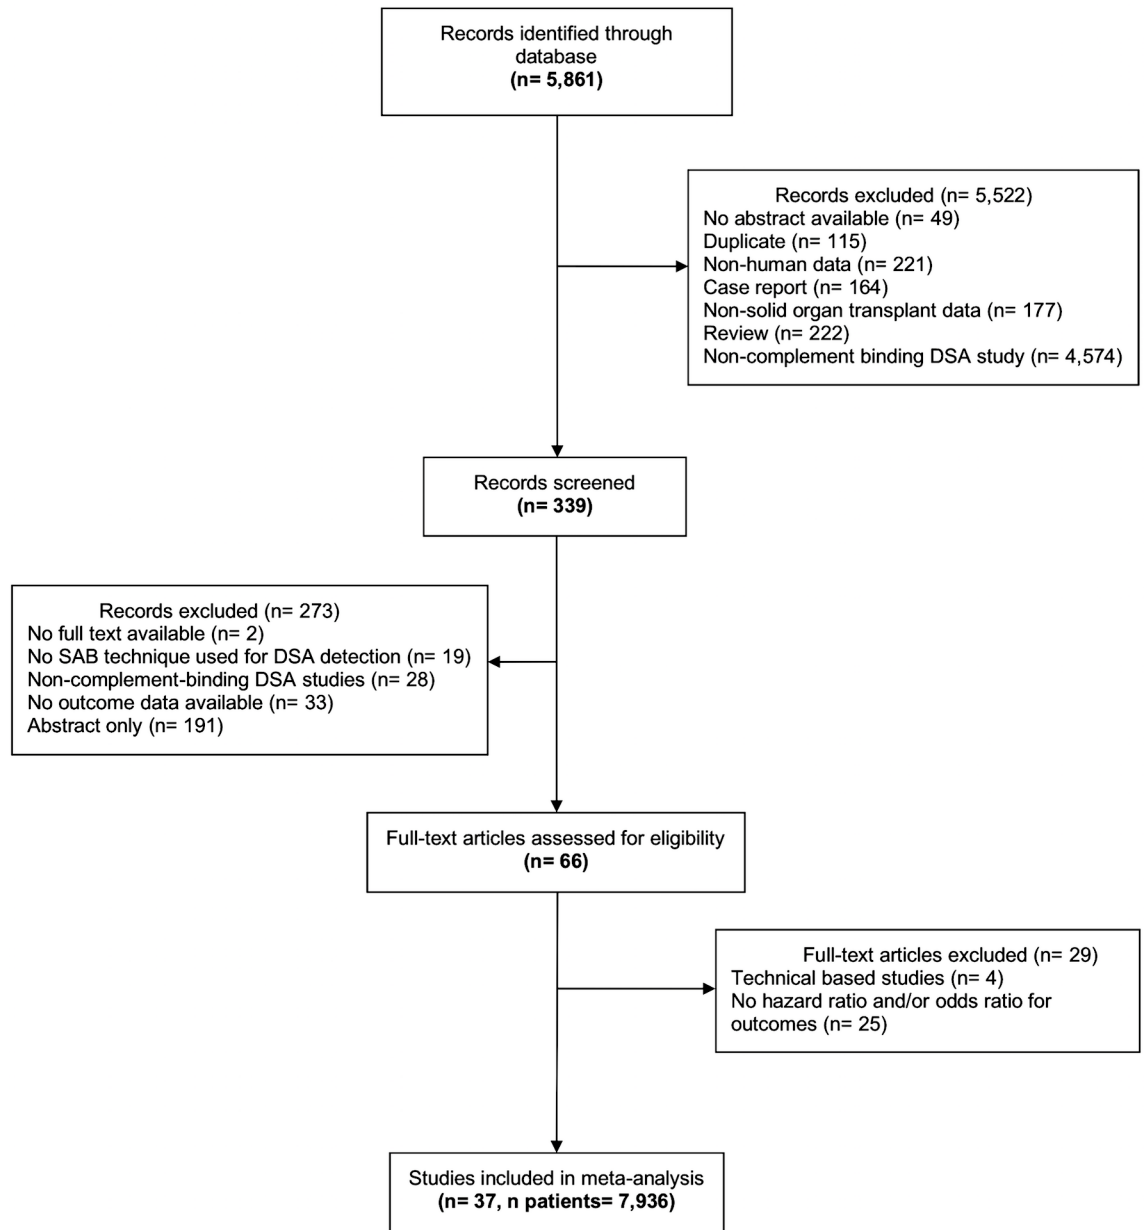 Records identified through
database
(n= 5,861)
Records excluded (n= 5,522)
No abstract available (n= 49)
Duplicate (n= 115)
Non-human data (n= 221)
Case report (n= 164)
Non-solid organ transplant data (n= 177)
Review (n= 222)
Non-complement binding DSA study (n= 4,574)
Records screened
(n= 339)
Records excluded (n= 273)
No full text available (n= 2)
No SAB technique used for DSA detection (n= 19)
Non-complement-binding DSA studies (n= 28)
No outcome data available (n= 33)
Abstract only (n= 191)
Full-text articles assessed for eligibility
(n= 66)
Full-text articles excluded (n= 29)
Technical based studies (n= 4)
No hazard ratio and/or odds ratio for
outcomes (n= 25)
Studies included in meta-analysis
(n= 37, n patients= 7,936)